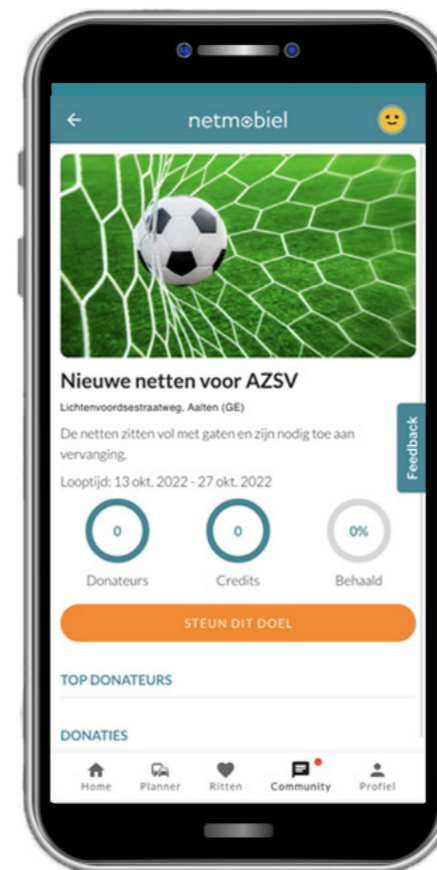 netmobiel
Nieuwe netten voor AZSV
Lichtenvoordsestraatweg, Aalten (GE)
De netten zitten vol met gaten en zijn nodig toe aan
vervanging.
Feedback
Looptijd: 13 okt. 2022 - 27 okt. 2022
0 0 0%
Donateurs Credits Behaald
STEUN DIT DOEL
TOP DONATEURS
DONATIES
Home Planner Ritten Community Profiel